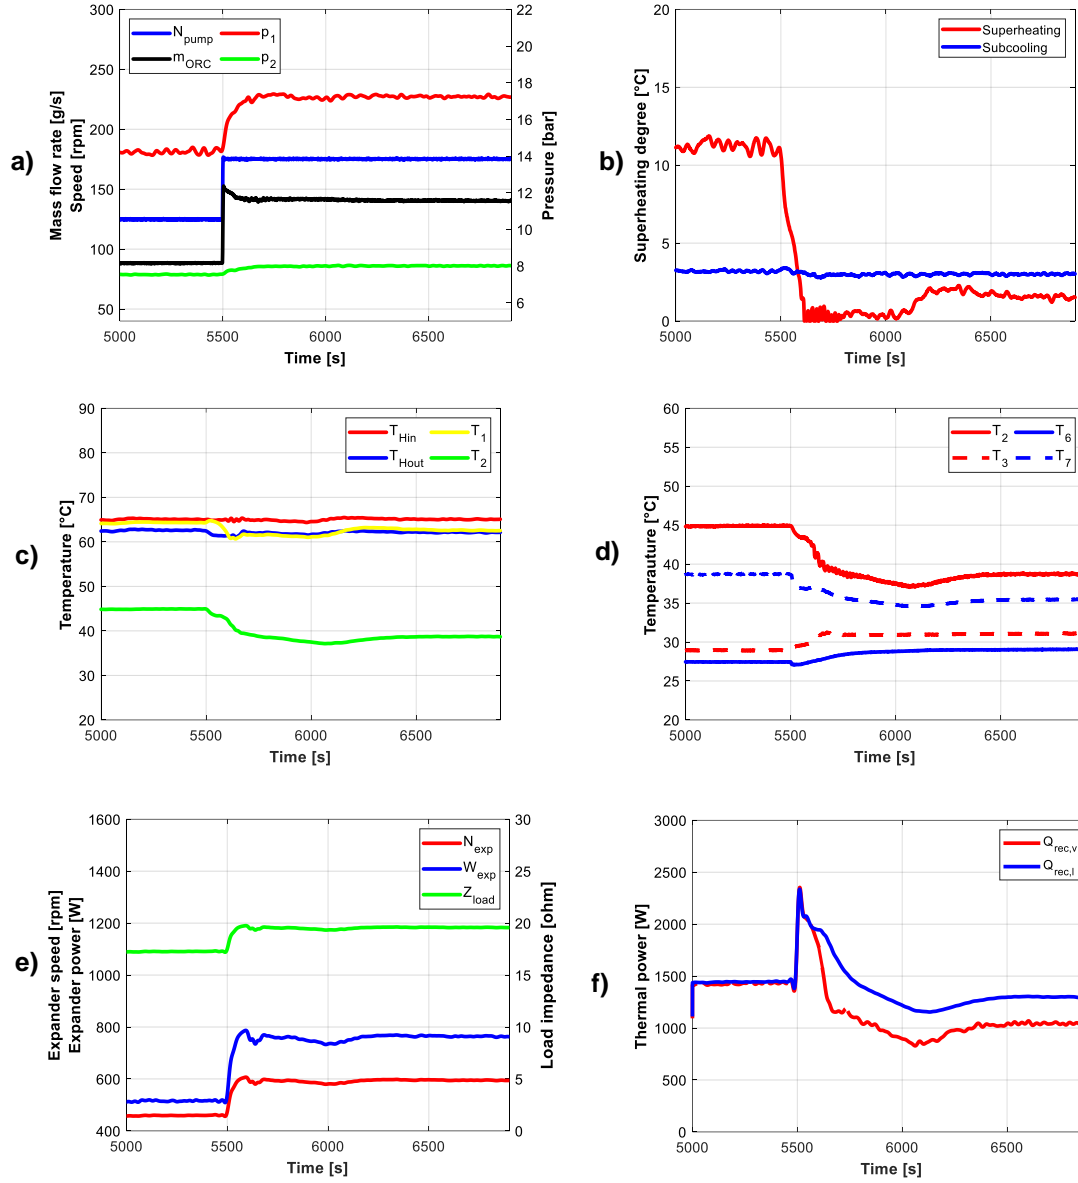 a)
300
250
200
150
100
50
22
20
18
16
14
12
10
8
6
N_pump p_1
m_ORC p_2
Mass flow rate [g/s]
Speed [rpm]
Pressure [bar]
5000 5500 6000 6500
Time [s]
b)
20
15
10
5
0
Superheating
Subcooling
Superheating degree [°C]
5000 5500 6000 6500
Time [s]
c)
90
80
70
60
50
40
30
20
T_Hin T_1
T_Hout T_2
Temperature [°C]
5000 5500 6000 6500
Time [s]
d)
60
55
50
45
40
35
30
25
20
T_2 T_6
T_3 T_7
Temperauture [°C]
5000 5500 6000 6500
Time [s]
e)
1600
1400
1200
1000
800
600
400
30
25
20
15
10
5
0
N_exp
W_exp
Z_load
Expander speed [rpm]
Expander power [W]
Load impedance [ohm]
5000 5500 6000 6500
Time [s]
f)
3000
2500
2000
1500
1000
500
0
Q_rec,v
Q_rec,l
Thermal power [W]
5000 5500 6000 6500
Time [s]